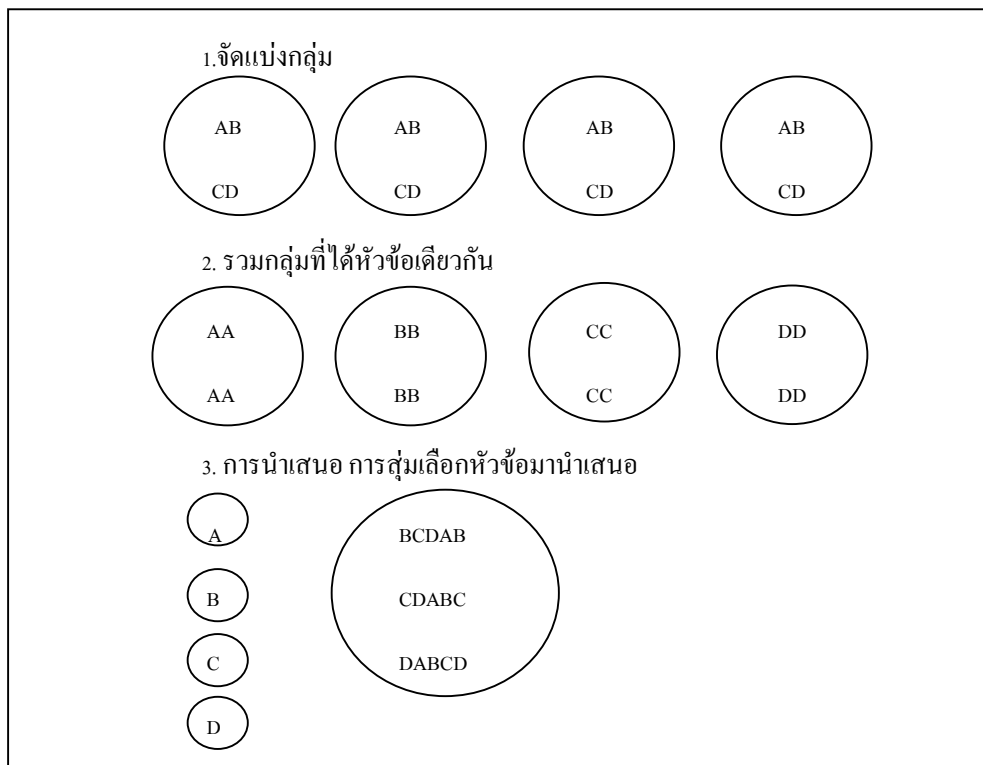 1.จัดแบ่งกลุ่ม
AB AB AB AB
CD CD CD CD
2. รวมกลุ่มที่ได้หัวข้อเดียวกัน
AA BB CC DD
AA BB CC DD
3. การนำเสนอ การสุ่มเลือกหัวข้อมานำเสนอ
A BCDAB
B CDABC
C DABCD
D